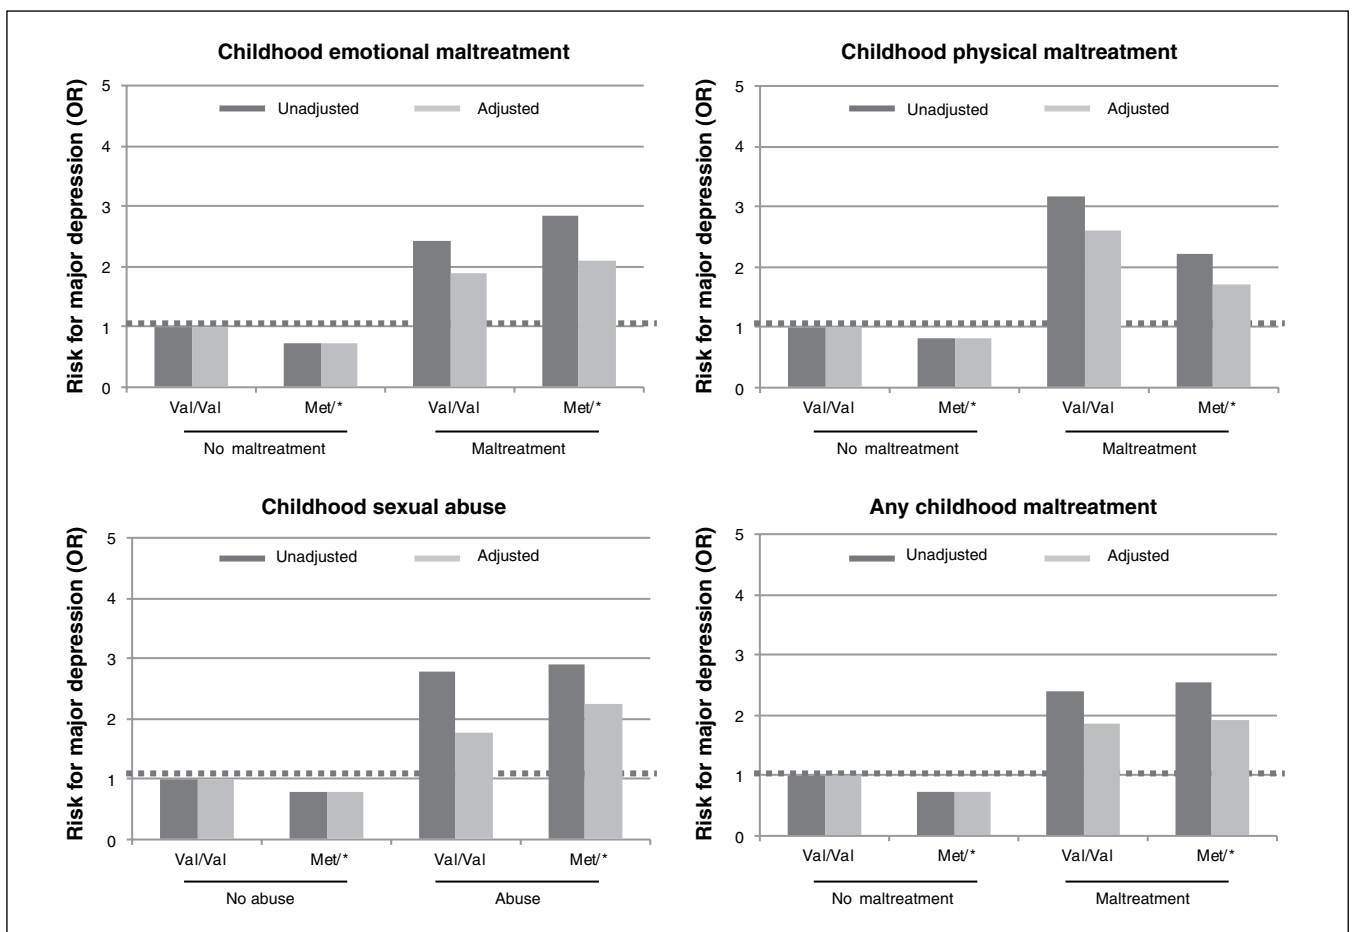 Childhood emotional maltreatment
Risk for major depression (OR)
5
4
3
2
1
0
Unadjusted
Adjusted
Val/Val
Met/*
Val/Val
Met/*
No maltreatment
Maltreatment
Childhood physical maltreatment
Risk for major depression (OR)
5
4
3
2
1
0
Unadjusted
Adjusted
Val/Val
Met/*
Val/Val
Met/*
No maltreatment
Maltreatment
Childhood sexual abuse
Risk for major depression (OR)
5
4
3
2
1
0
Unadjusted
Adjusted
Val/Val
Met/*
Val/Val
Met/*
No abuse
Abuse
Any childhood maltreatment
Risk for major depression (OR)
5
4
3
2
1
0
Unadjusted
Adjusted
Val/Val
Met/*
Val/Val
Met/*
No maltreatment
Maltreatment